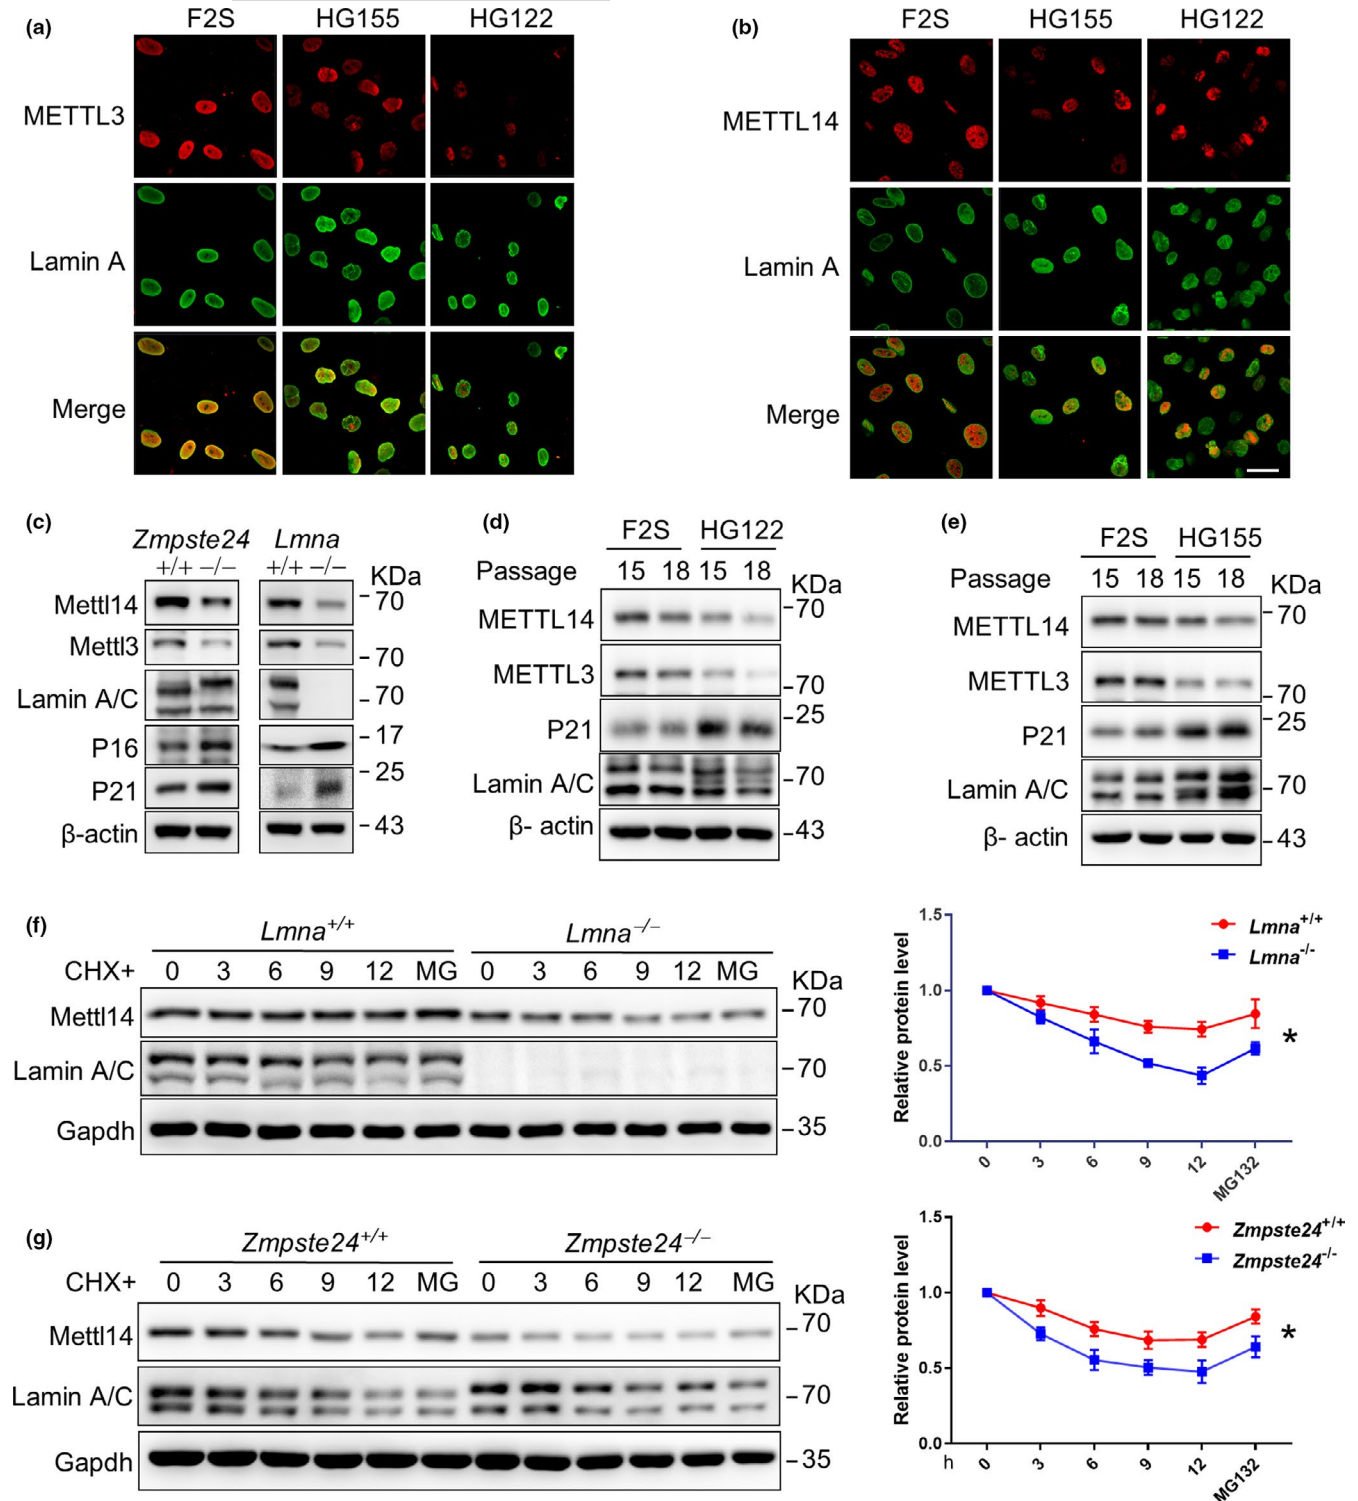 (a)
F2S HG155 HG122
METTL3
Lamin A
Merge
(b)
F2S HG155 HG122
METTL14
Lamin A
Merge
(c)
Zmpste24 Lmna
+/+ –/– +/+ –/– KDa
Mettl14 -70
Mettl3 -70
Lamin A/C -70
P16 -17
P21 -25
β-actin -43
(d)
F2S HG122
Passage 15 18 15 18 KDa
METTL14 -70
METTL3 -70
P21 -25
Lamin A/C -70
β- actin -43
(e)
F2S HG155
Passage 15 18 15 18 KDa
METTL14 -70
METTL3 -70
P21 -25
Lamin A/C -70
β- actin -43
(f)
Lmna+/+ Lmna–/–
CHX+ 0 3 6 9 12 MG 0 3 6 9 12 MG KDa
Mettl14 -70
Lamin A/C -70
Gapdh -35
Relative protein level
1.5
1.0
0.5
0.0
Lmna+/+
Lmna-/-
*
0 3 6 9 12 MG132
(g)
Zmpste24+/+ Zmpste24–/–
CHX+ 0 3 6 9 12 MG 0 3 6 9 12 MG KDa
Mettl14 -70
Lamin A/C -70
Gapdh -35
Relative protein level
1.5
1.0
0.5
0.0
Zmpste24+/+
Zmpste24-/-
*
h 0 3 6 9 12 MG132